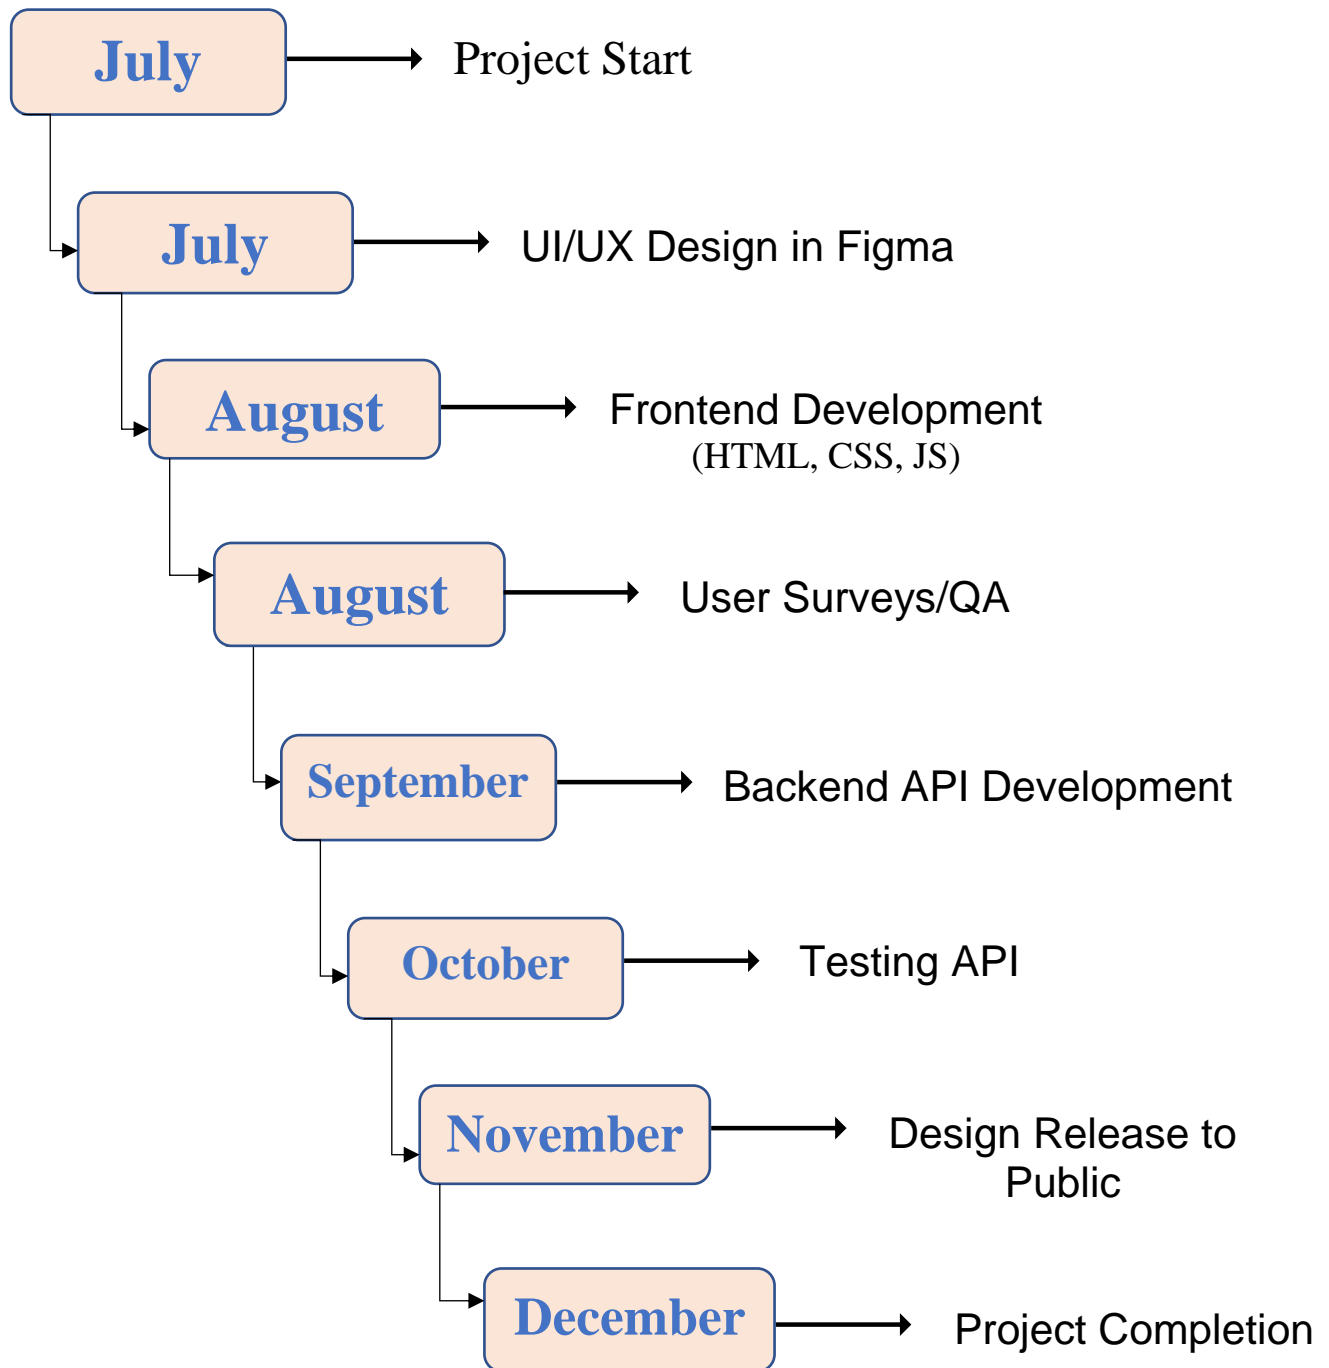 July
Project Start
July
UI/UX Design in Figma
August
Frontend Development
(HTML, CSS, JS)
August
User Surveys/QA
September
Backend API Development
October
Testing API
November
Design Release to
Public
December
Project Completion